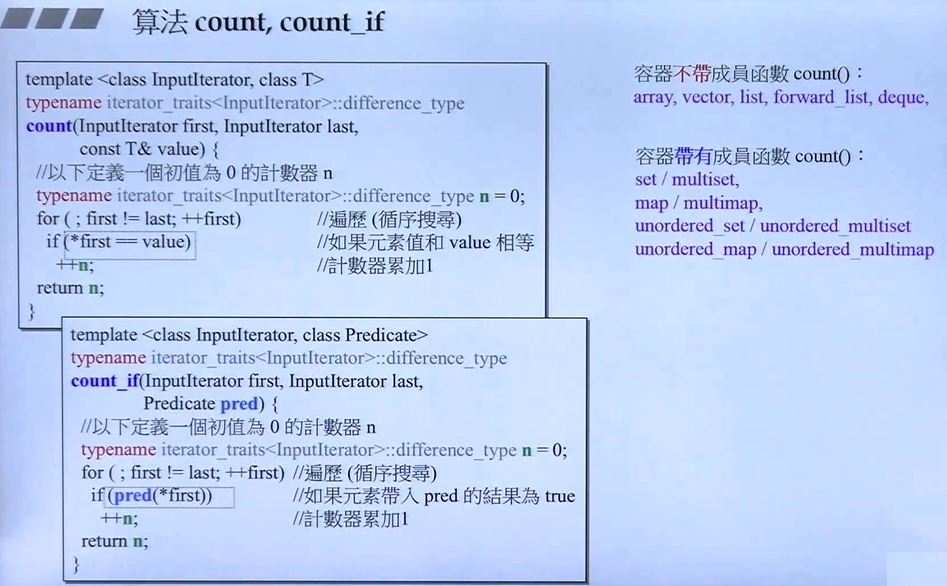 算法 count, count_if
template <class InputIterator, class T>
typename iterator_traits<InputIterator>::difference_type
count(InputIterator first, InputIterator last,
const T& value) {
//以下定義一個初值為 0 的計數器 n
typename iterator_traits<InputIterator>::difference_type n = 0;
for ( ; first != last; ++first) //遍歷 (循序搜尋)
if (*first == value) //如果元素值和 value 相等
++n; //計數器累加1
return n;
}
template <class InputIterator, class Predicate>
typename iterator_traits<InputIterator>::difference_type
count_if(InputIterator first, InputIterator last,
Predicate pred) {
//以下定義一個初值為 0 的計數器 n
typename iterator_traits<InputIterator>::difference_type n = 0;
for ( ; first != last; ++first) //遍歷 (循序搜尋)
if (pred(*first)) //如果元素帶入 pred 的結果為 true
++n; //計數器累加1
return n;
}
容器不帶成員函數 count()：
array, vector, list, forward_list, deque,
容器帶有成員函數 count()：
set / multiset,
map / multimap,
unordered_set / unordered_multiset
unordered_map / unordered_multimap